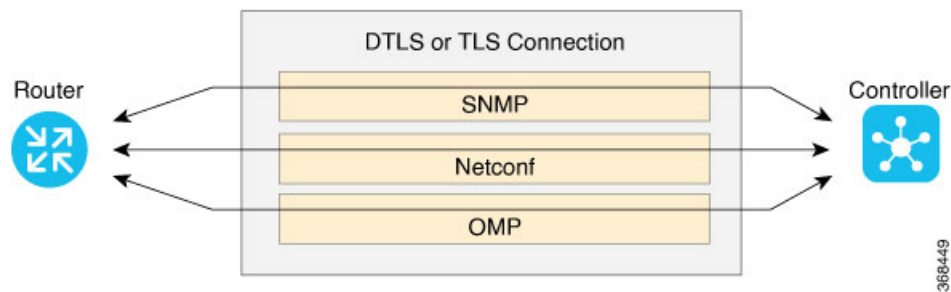 DTLS or TLS Connection
Router
Controller
SNMP
Netconf
OMP
368449